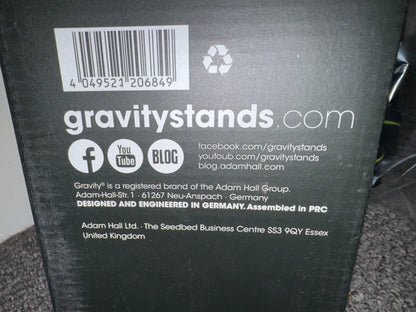 4 049521 206849
gravitystands.com
f You Tube BLOG
facebook.com/gravitystands
youtoub.com/gravitystands
blog.adamhall.com
Gravity® is a registered brand of the Adam Hall Group.
Adam-Hall-Str. 1 · 61267 Neu-Anspach · Germany
DESIGNED AND ENGINEERED IN GERMANY. Assembled in PRC
Adam Hall Ltd. · The Seedbed Business Centre SS3 9QY Essex
United Kingdom